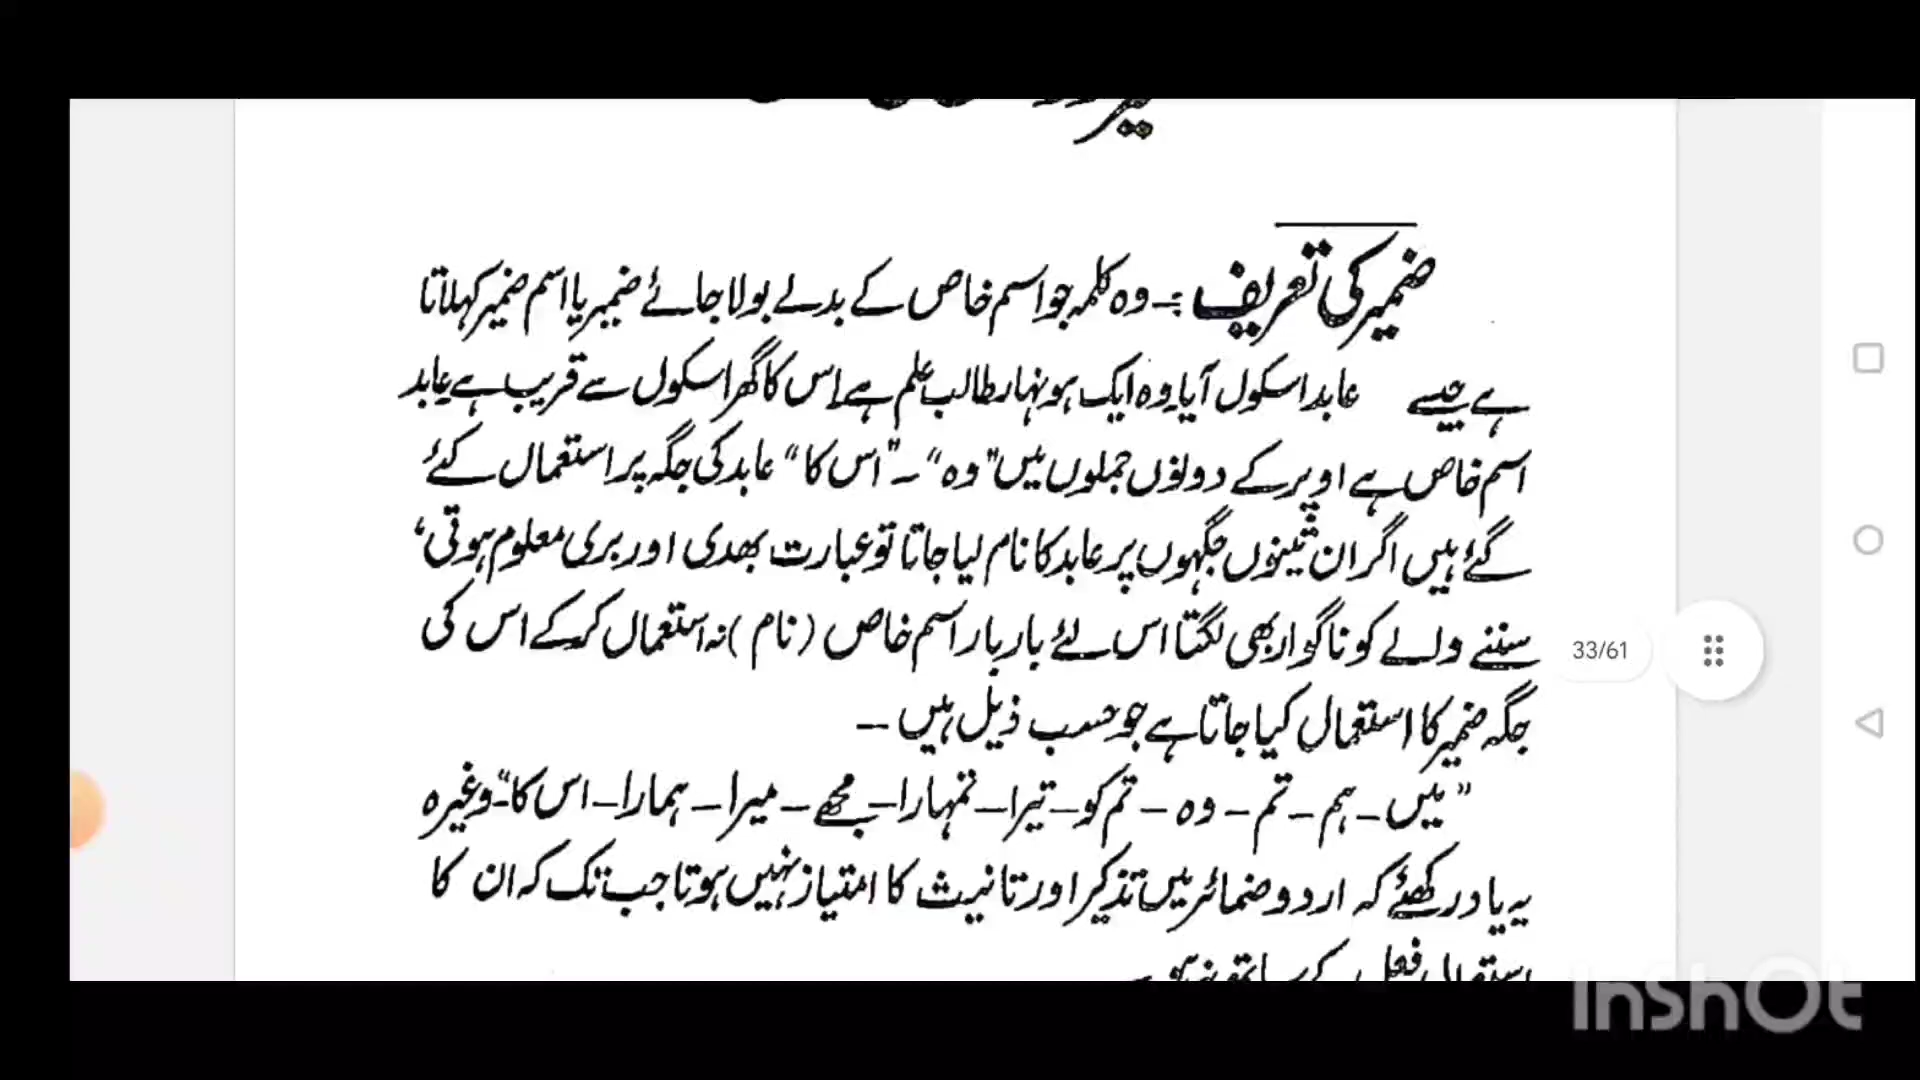 ضمیر کی تعریف :۔ وہ کلمہ جو اسم خاص کے بدلے بولا جائے ضمیر یا اسم ضمیر کہلاتا
ہے جیسے عابد اسکول آیا۔ وہ ایک ہونہار طالب علم ہے۔ اس کا گھر اسکول سے قریب ہے۔ عابد
اسم خاص ہے اوپر کے دونوں جملوں میں "وہ" ۔ "اس کا" عابد کی جگہ پر استعمال کئے
گئے ہیں اگر ان تینوں جگہوں پر عابد کا نام لیا جاتا تو عبارت بھدی اور بری معلوم ہوتی،
سننے والے کو ناگوار بھی لگتا اس لئے بار بار اسم خاص (نام) نہ استعمال کرکے اس کی
جگہ ضمیر کا استعمال کیا جاتا ہے جو حسب ذیل ہیں ۔
"میں ۔ ہم ۔ تم ۔ وہ ۔ تم کو ۔ تیرا ۔ تمہارا ۔ مجھے ۔ میرا ۔ ہمارا ۔ اس کا" وغیرہ
یہ یاد رکھئے کہ اردو ضمائر میں تذکیر اور تانیث کا امتیاز نہیں ہوتا جب تک کہ ان کا
33/61
InShOt